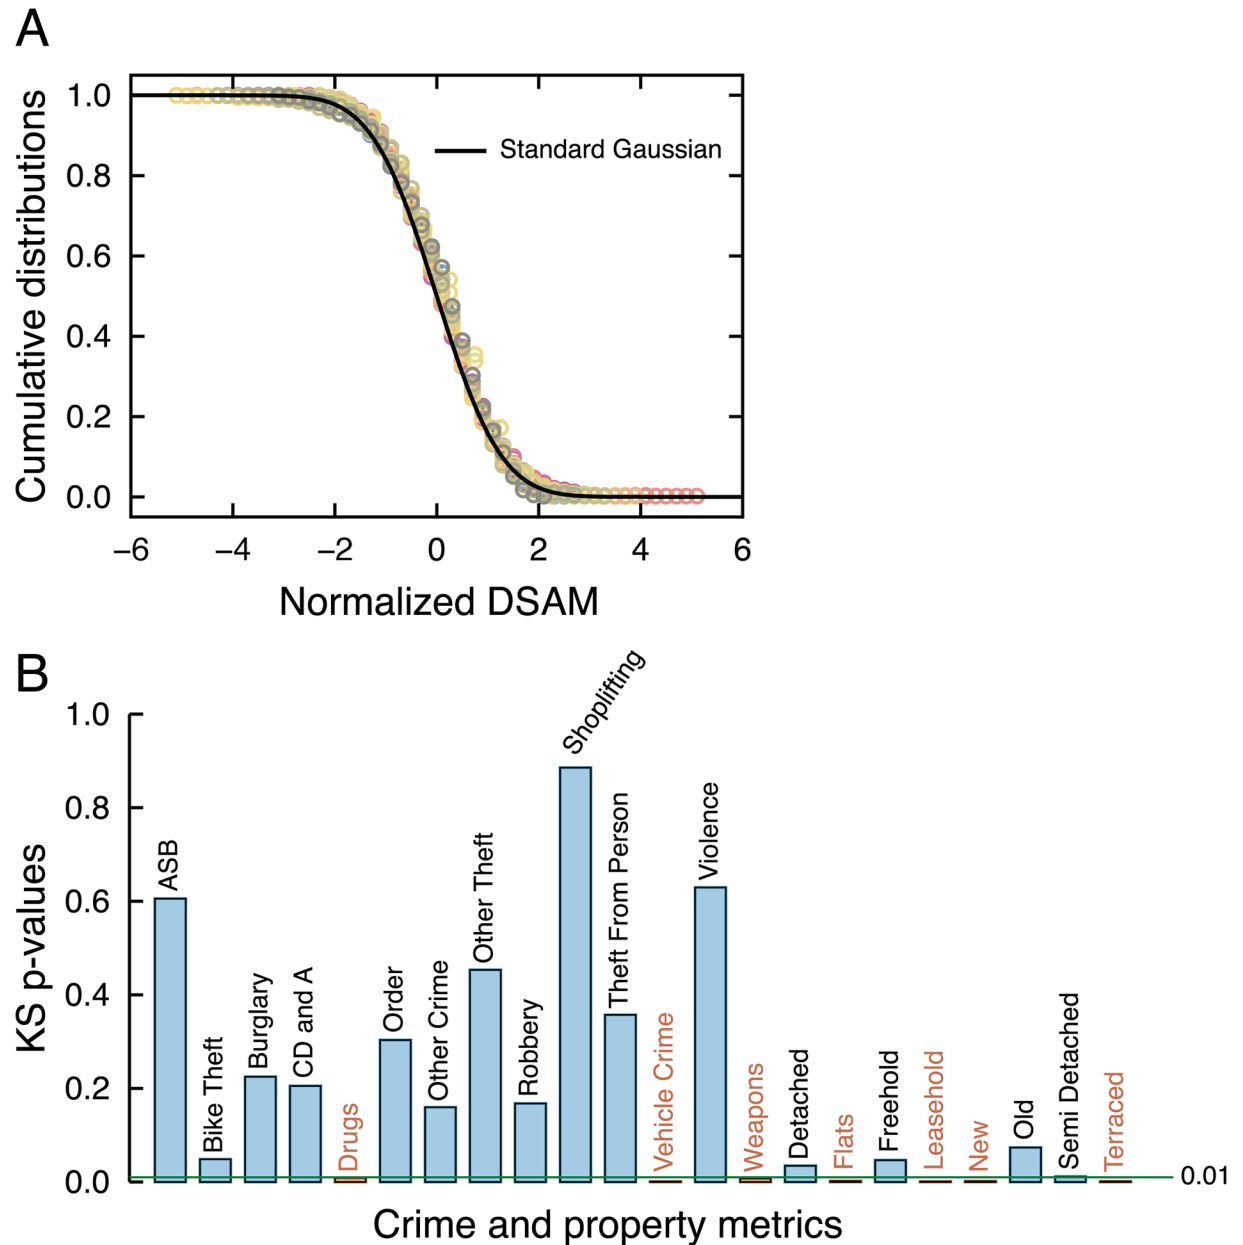 A
Cumulative distributions
1.0
0.8
0.6
0.4
0.2
0.0
Standard Gaussian
−6
−4
−2
0
2
4
6
Normalized DSAM
B
KS p-values
1.0
0.8
0.6
0.4
0.2
0.0
ASB
Bike Theft
Burglary
CD and A
Drugs
Order
Other Crime
Other Theft
Robbery
Shoplifting
Theft From Person
Vehicle Crime
Violence
Weapons
Detached
Flats
Freehold
Leasehold
New
Old
Semi Detached
Terraced
0.01
Crime and property metrics